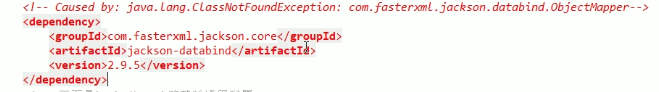 <!-- Caused by: java.lang.ClassNotFoundException: com.fasterxml.jackson.databind.ObjectMapper-->
<dependency>
<groupId>com.fasterxml.jackson.core</groupId>
<artifactId>jackson-databind</artifactId>
<version>2.9.5</version>
</dependency>